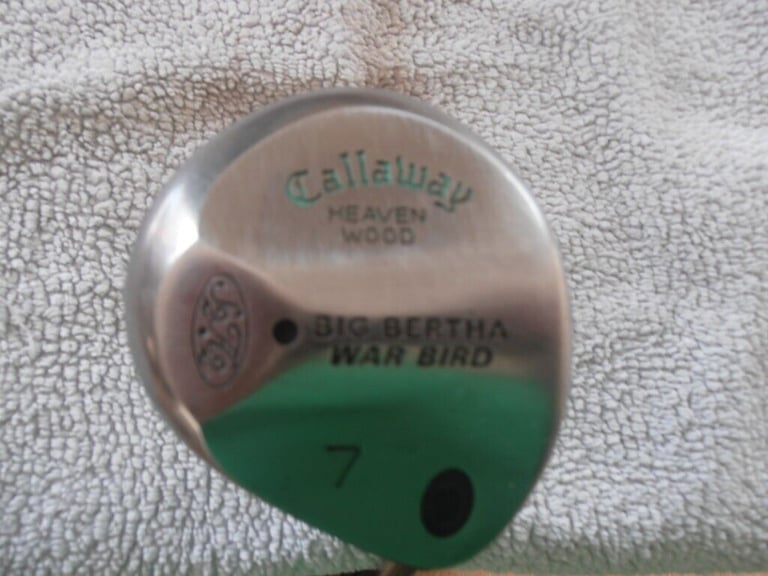 Callaway
HEAVEN
WOOD
BIG BERTHA
WAR BIRD
7